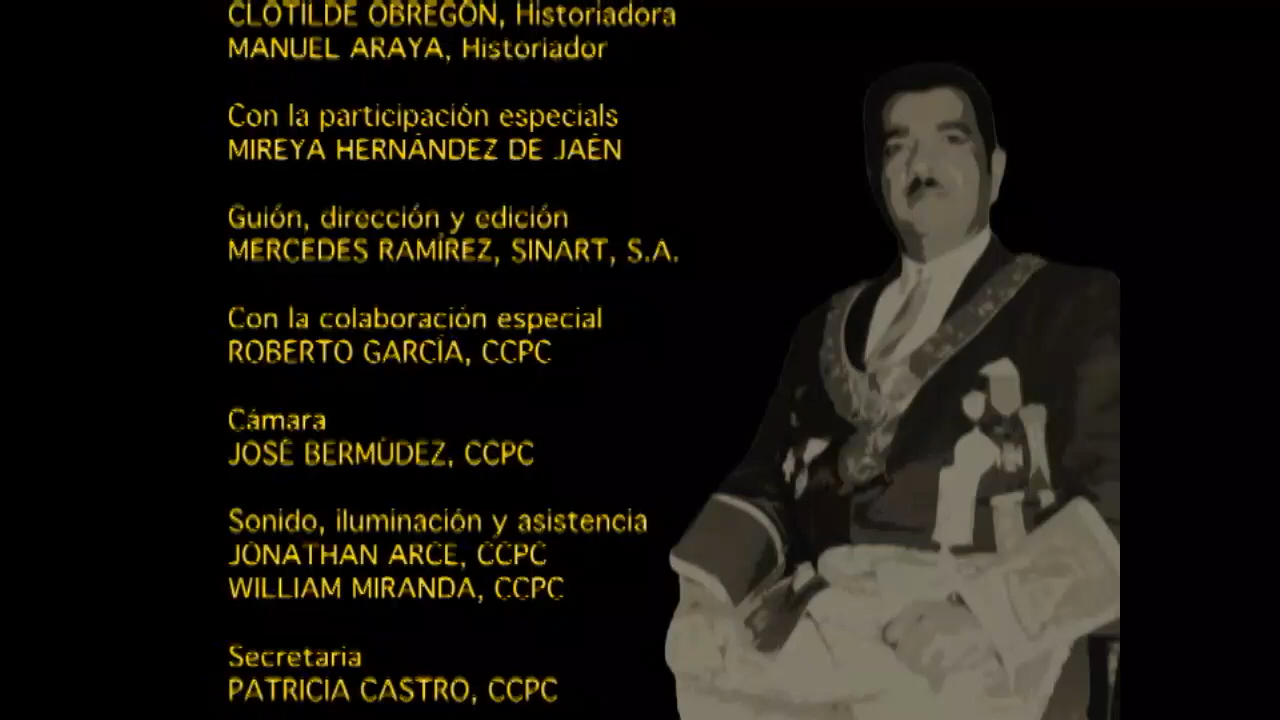 CLOTILDE OBREGÓN, Historiadora
MANUEL ARAYA, Historiador
Con la participación especials
MIREYA HERNÁNDEZ DE JAÉN
Guión, dirección y edición
MERCEDES RAMÍREZ, SINART, S.A.
Con la colaboración especial
ROBERTO GARCÍA, CCPC
Cámara
JOSÉ BERMÚDEZ, CCPC
Sonido, iluminación y asistencia
JONATHAN ARCE, CCPC
WILLIAM MIRANDA, CCPC
Secretaria
PATRICIA CASTRO, CCPC